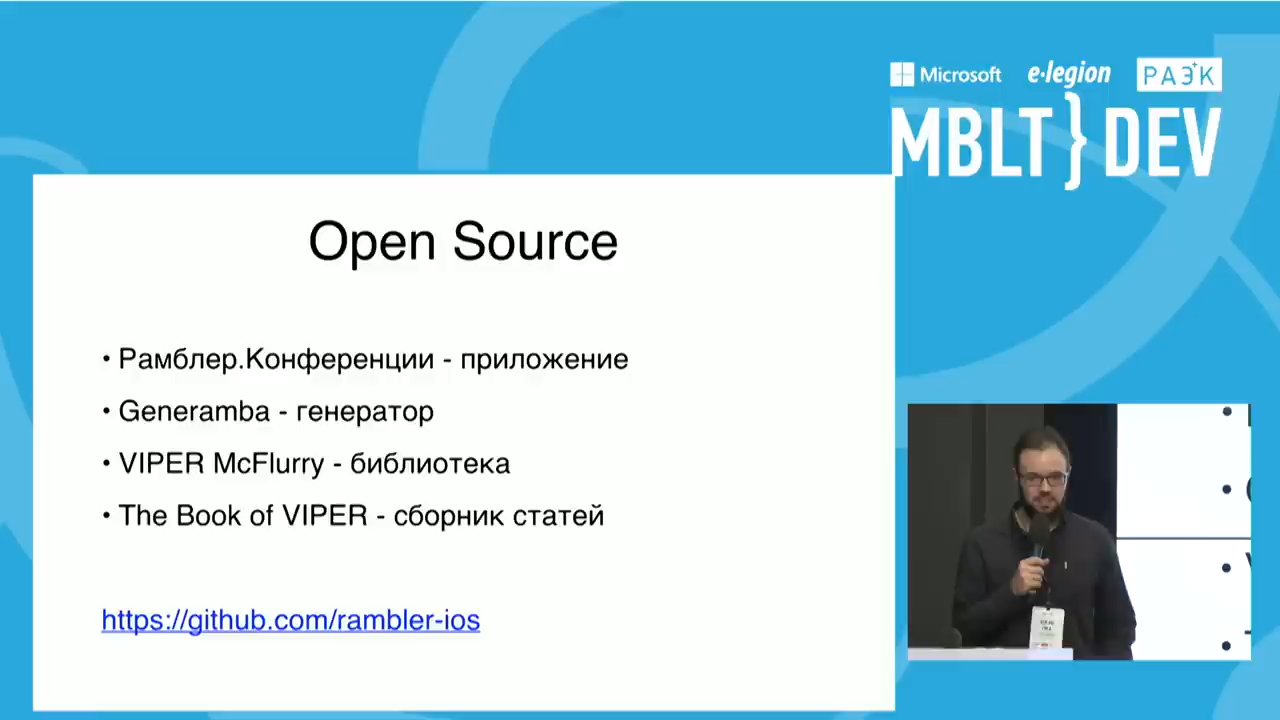 Microsoft e·legion РАЭК
MBLT}DEV
Open Source
• Рамблер.Конференции - приложение
• Generamba - генератор
• VIPER McFlurry - библиотека
• The Book of VIPER - сборник статей
https://github.com/rambler-ios